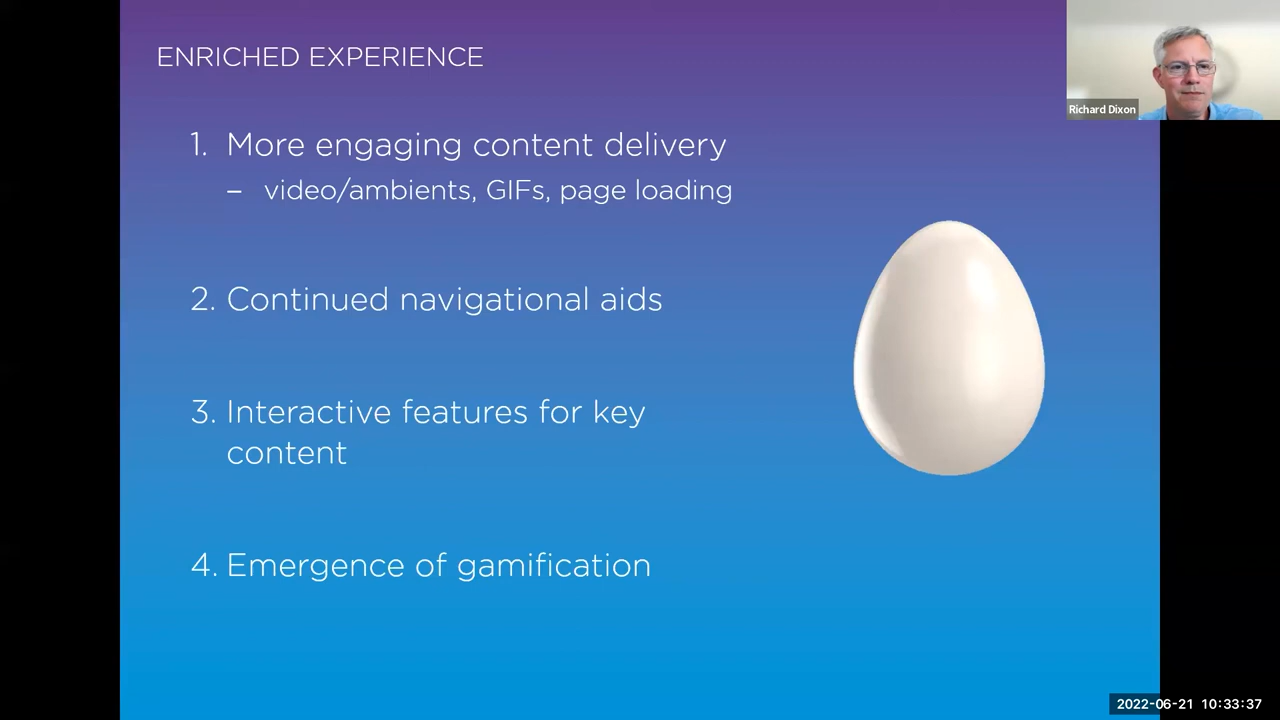 ENRICHED EXPERIENCE
1. More engaging content delivery
– video/ambients, GIFs, page loading
2. Continued navigational aids
3. Interactive features for key
content
4. Emergence of gamification
Richard Dixon
2022-06-21 10:33:37